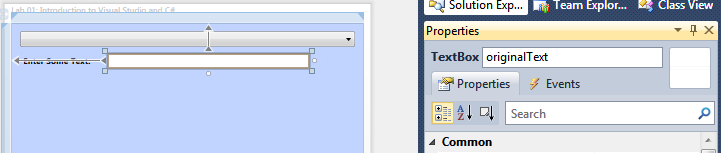 Lab 01: Introduction to Visual Studio and C#
Enter Some Text:
Solution Exp...
Team Explor...
Class View
Properties
TextBox originalText
Properties
Events
Search
Common